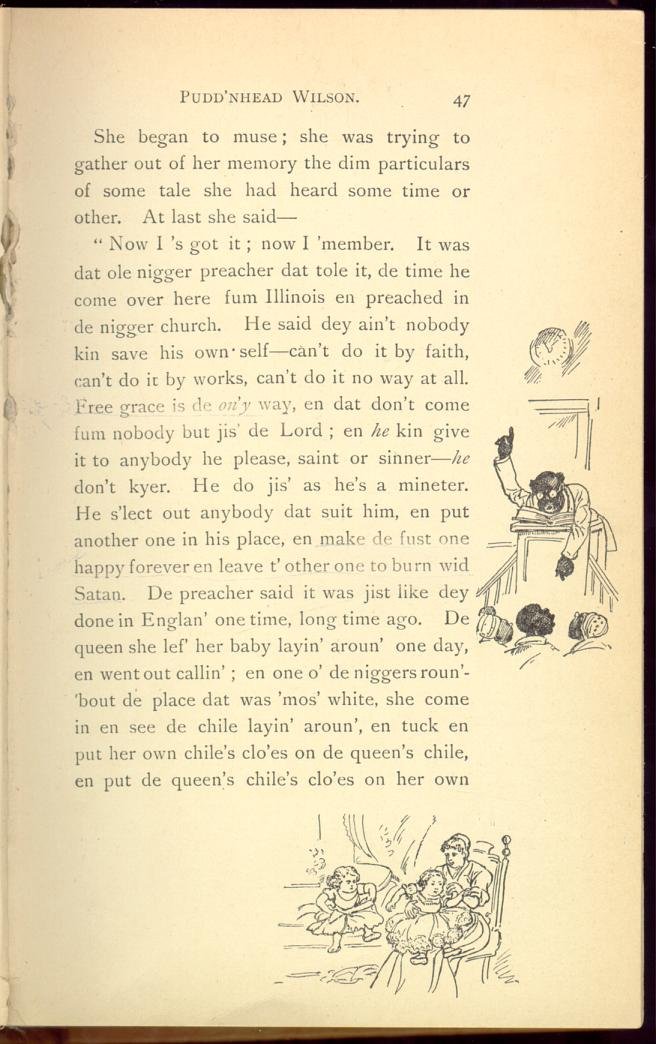 PUDD'NHEAD WILSON. 47
She began to muse; she was trying to
gather out of her memory the dim particulars
of some tale she had heard some time or
other. At last she said—
" Now I 's got it; now I 'member. It was
dat ole nigger preacher dat tole it, de time he
come over here fum Illinois en preached in
de nigger church. He said dey ain't nobody
kin save his own self—can't do it by faith,
can't do it by works, can't do it no way at all.
Free grace is de on'y way, en dat don't come
fum nobody but jis' de Lord; en he kin give
it to anybody he please, saint or sinner—he
don't kyer. He do jis' as he's a mineter.
He s'lect out anybody dat suit him, en put
another one in his place, en make de fust one
happy forever en leave t' other one to burn wid
Satan. De preacher said it was jist like dey
done in Englan' one time, long time ago. De
queen she lef' her baby layin' aroun' one day,
en went out callin'; en one o' de niggers roun'-
'bout de place dat was 'mos' white, she come
in en see de chile layin' aroun', en tuck en
put her own chile's clo'es on de queen's chile,
en put de queen's chile's clo'es on her own